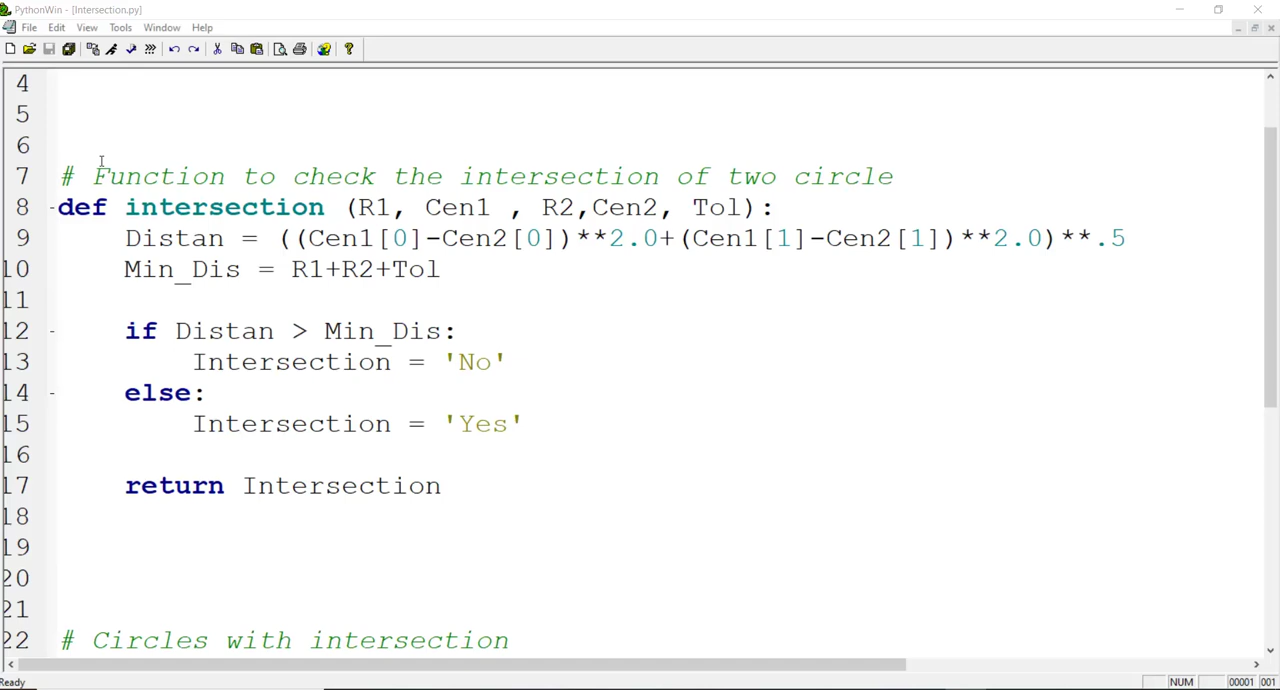 PythonWin - [Intersection.py]
File Edit View Tools Window Help
4
5
6
7 # Function to check the intersection of two circle
8 def intersection (R1, Cen1 , R2,Cen2, Tol):
9 Distan = ((Cen1[0]-Cen2[0])**2.0+(Cen1[1]-Cen2[1])**2.0)**.5
10 Min_Dis = R1+R2+Tol
11
12 if Distan > Min_Dis:
13 Intersection = 'No'
14 else:
15 Intersection = 'Yes'
16
17 return Intersection
18
19
20
21
22 # Circles with intersection
Ready NUM 00001 001